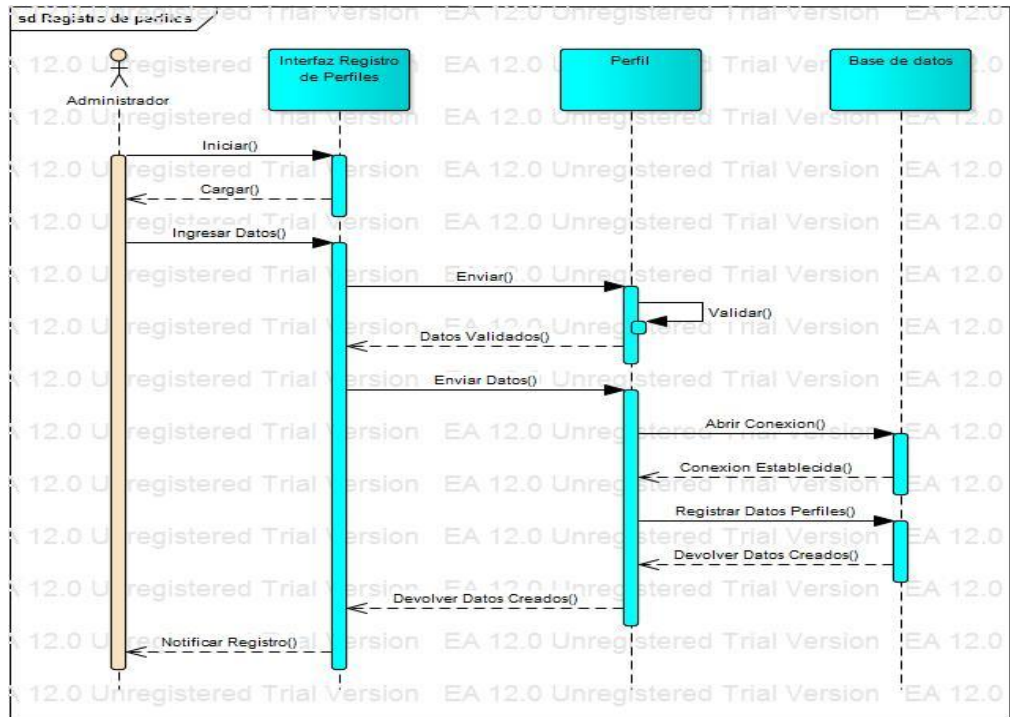 sd Registro de perfiles
Administrador
Interfaz Registro
de Perfiles
Perfil
Base de datos
Iniciar()
Cargar()
Ingresar Datos()
Enviar()
Validar()
Datos Validados()
Enviar Datos()
Abrir Conexion()
Conexion Establecida()
Registrar Datos Perfiles()
Devolver Datos Creados()
Devolver Datos Creados()
Notificar Registro()
EA 12.0 Unregistered Trial Version